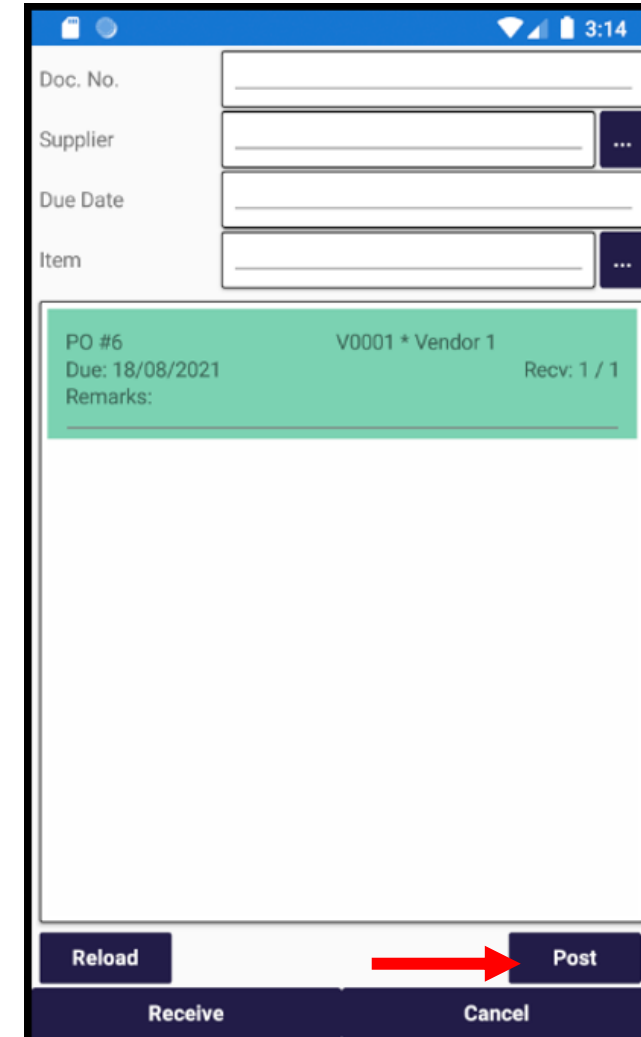 3:14
Doc. No.
Supplier ...
Due Date
Item ...
PO #6 V0001 * Vendor 1
Due: 18/08/2021 Recv: 1 / 1
Remarks:
Reload Post
Receive Cancel